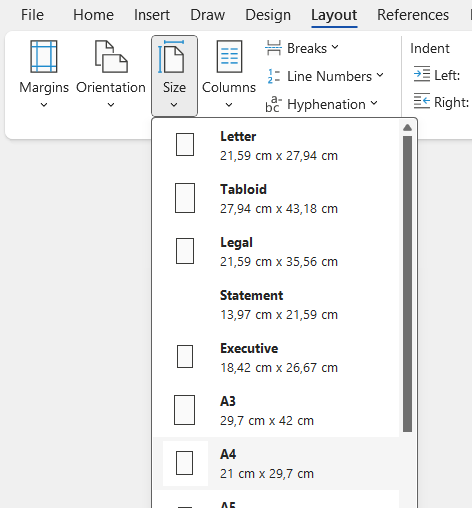 File Home Insert Draw Design Layout References
Margins Orientation Size Columns
Breaks
Line Numbers
Hyphenation
Indent
Left:
Right:
Letter
21,59 cm x 27,94 cm
Tabloid
27,94 cm x 43,18 cm
Legal
21,59 cm x 35,56 cm
Statement
13,97 cm x 21,59 cm
Executive
18,42 cm x 26,67 cm
A3
29,7 cm x 42 cm
A4
21 cm x 29,7 cm
A5